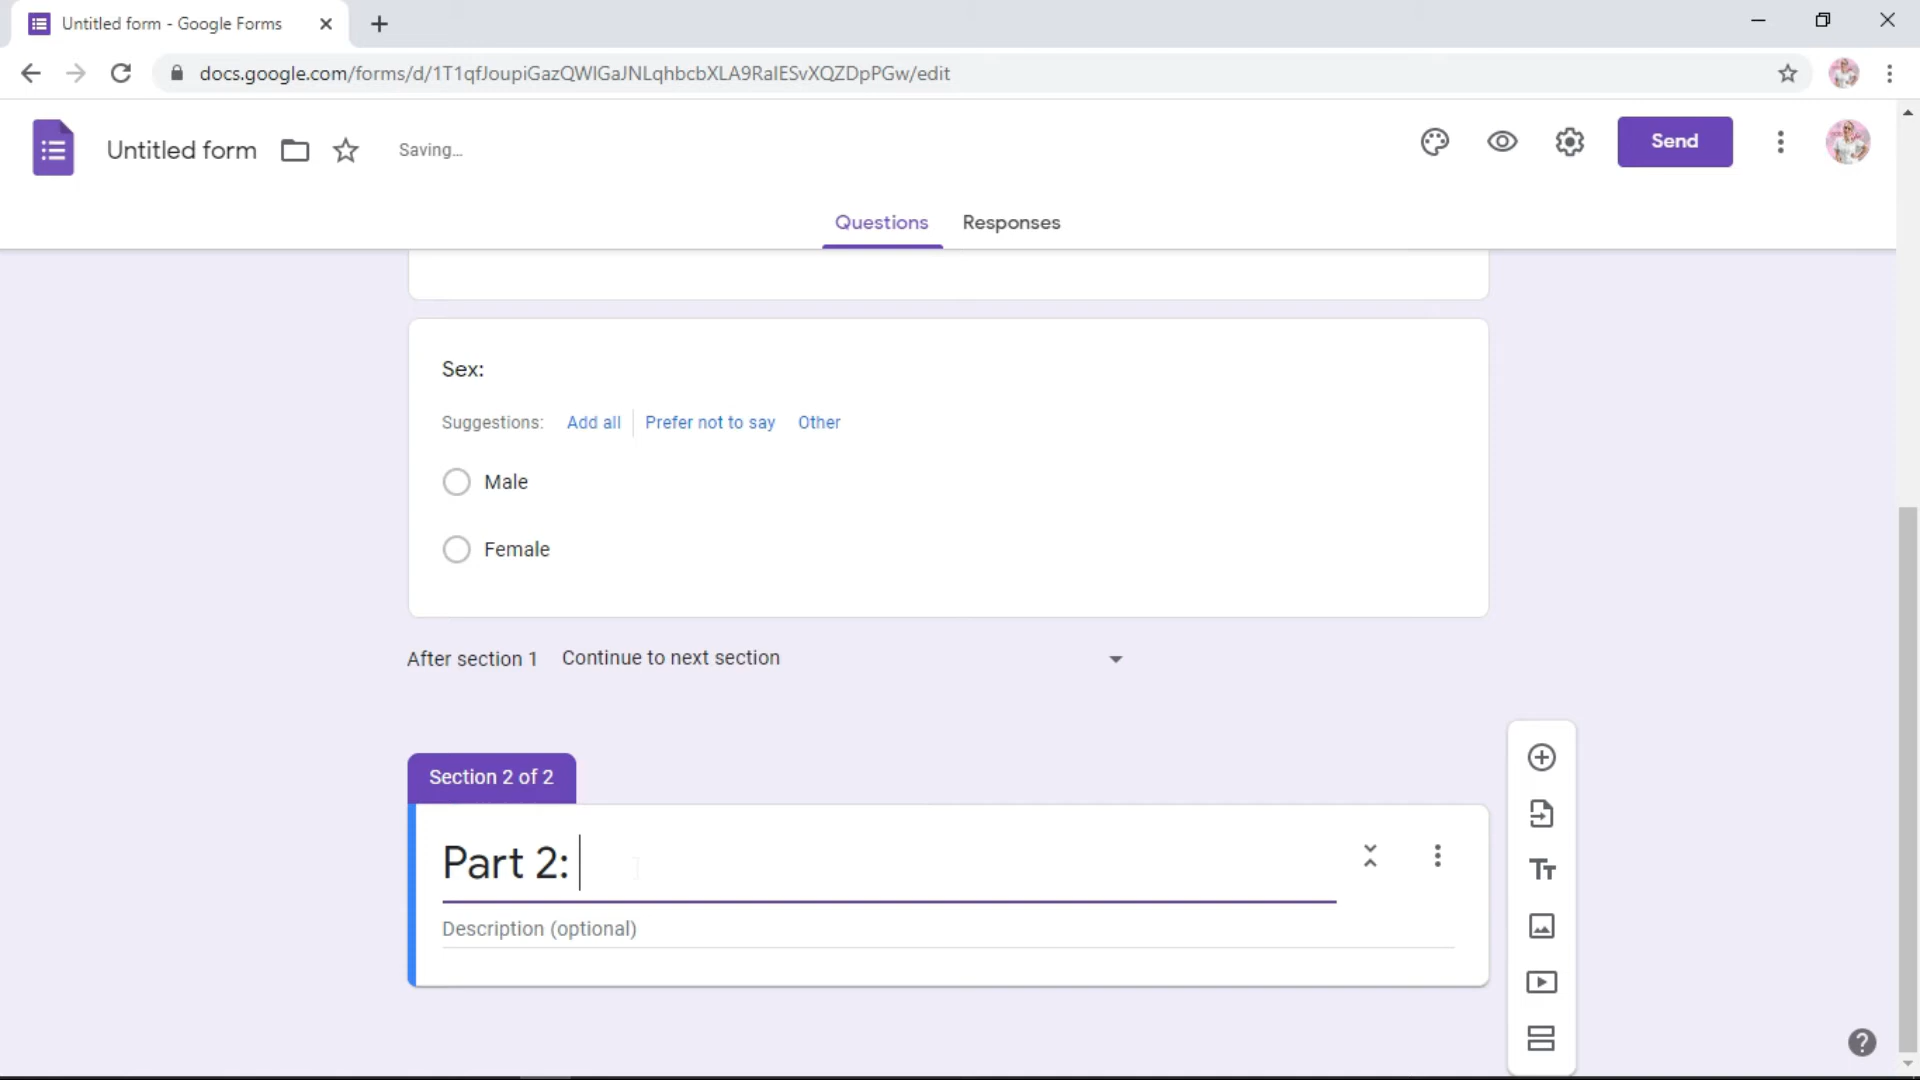 Untitled form - Google Forms
docs.google.com/forms/d/1T1qfJoupiGazQWlGaJNLqhbcbXLA9RaIESvXQZDpPGw/edit
Untitled form
Saving...
Send
Questions
Responses
Sex:
Suggestions: Add all Prefer not to say Other
Male
Female
After section 1 Continue to next section
Section 2 of 2
Part 2:
Description (optional)
Tт
?